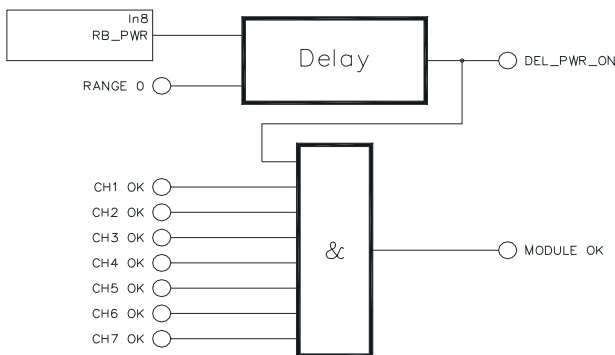 In8
RB_PWR
Delay
DEL_PWR_ON
RANGE 0
CH1 OK
CH2 OK
CH3 OK
CH4 OK
CH5 OK
CH6 OK
CH7 OK
&
MODULE OK